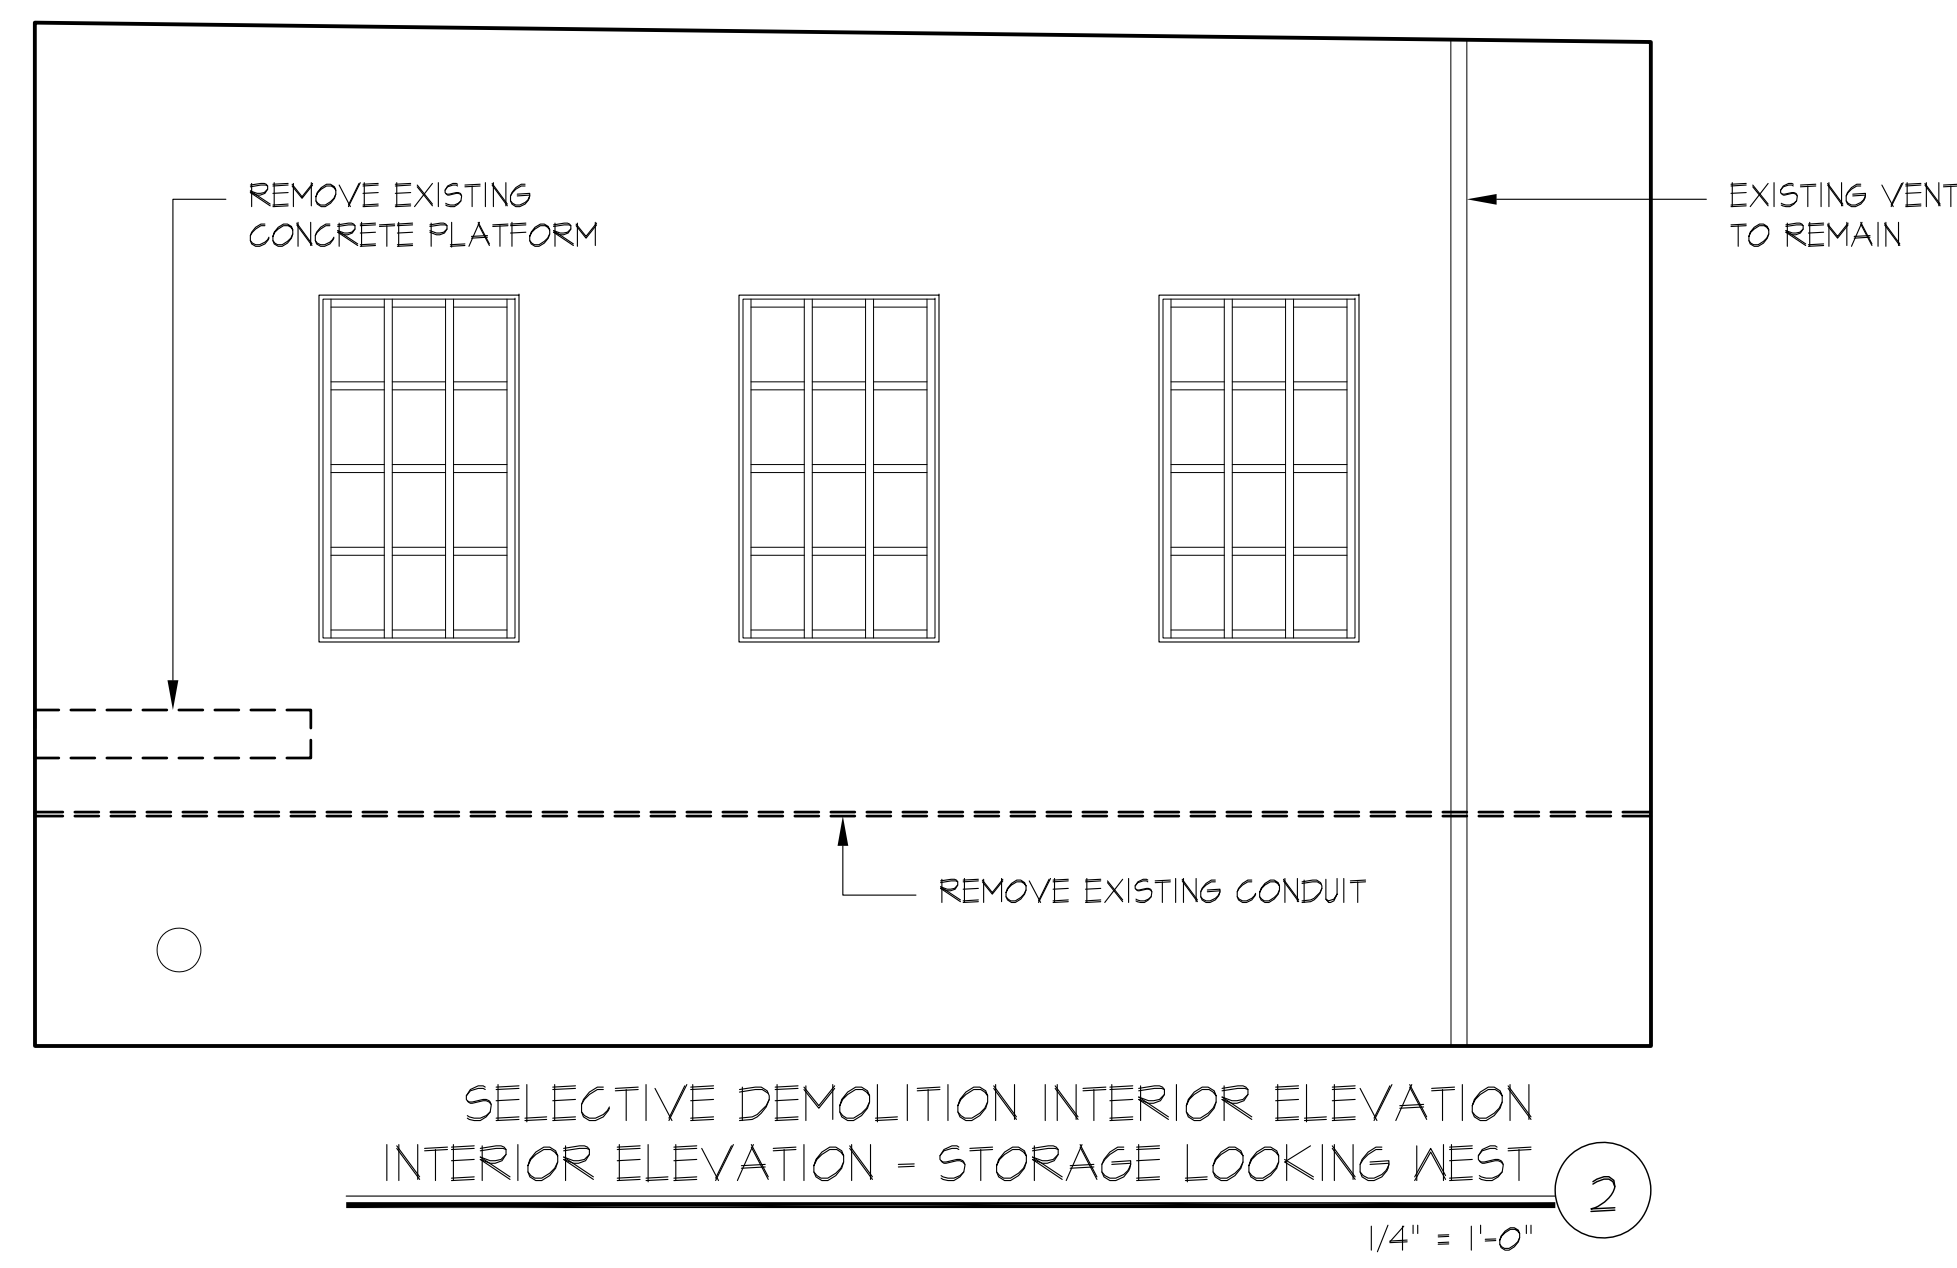 REMOVE EXISTING
CONCRETE PLATFORM
EXISTING VENT
TO REMAIN
REMOVE EXISTING CONDUIT
SELECTIVE DEMOLITION INTERIOR ELEVATION
INTERIOR ELEVATION - STORAGE LOOKING WEST
2
1/4" = 1'-0"